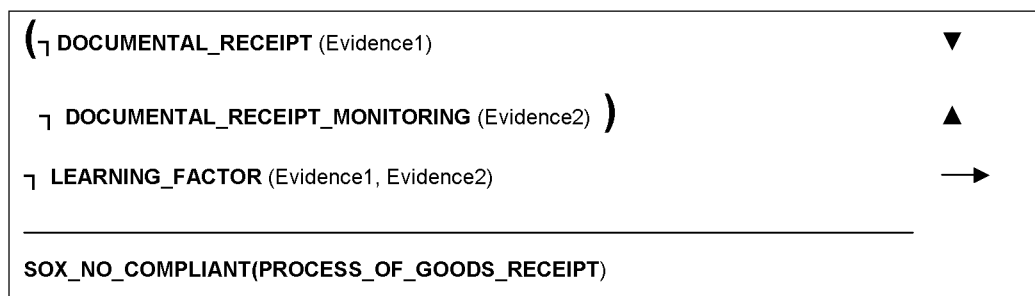 (┐ DOCUMENTAL_RECEIPT (Evidence1) ▼
┐ DOCUMENTAL_RECEIPT_MONITORING (Evidence2) ) ▲
┐ LEARNING_FACTOR (Evidence1, Evidence2) →
SOX_NO_COMPLIANT(PROCESS_OF_GOODS_RECEIPT)